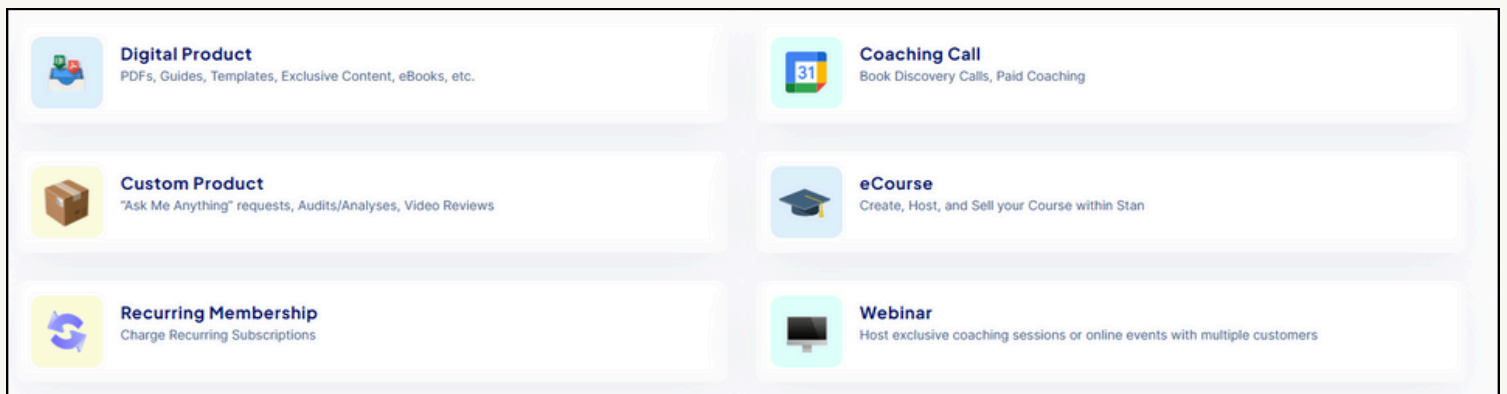 Digital Product
PDFs, Guides, Templates, Exclusive Content, eBooks, etc.
31
Coaching Call
Book Discovery Calls, Paid Coaching
Custom Product
“Ask Me Anything” requests, Audits/Analyses, Video Reviews
eCourse
Create, Host, and Sell your Course within Stan
Recurring Membership
Charge Recurring Subscriptions
Webinar
Host exclusive coaching sessions or online events with multiple customers